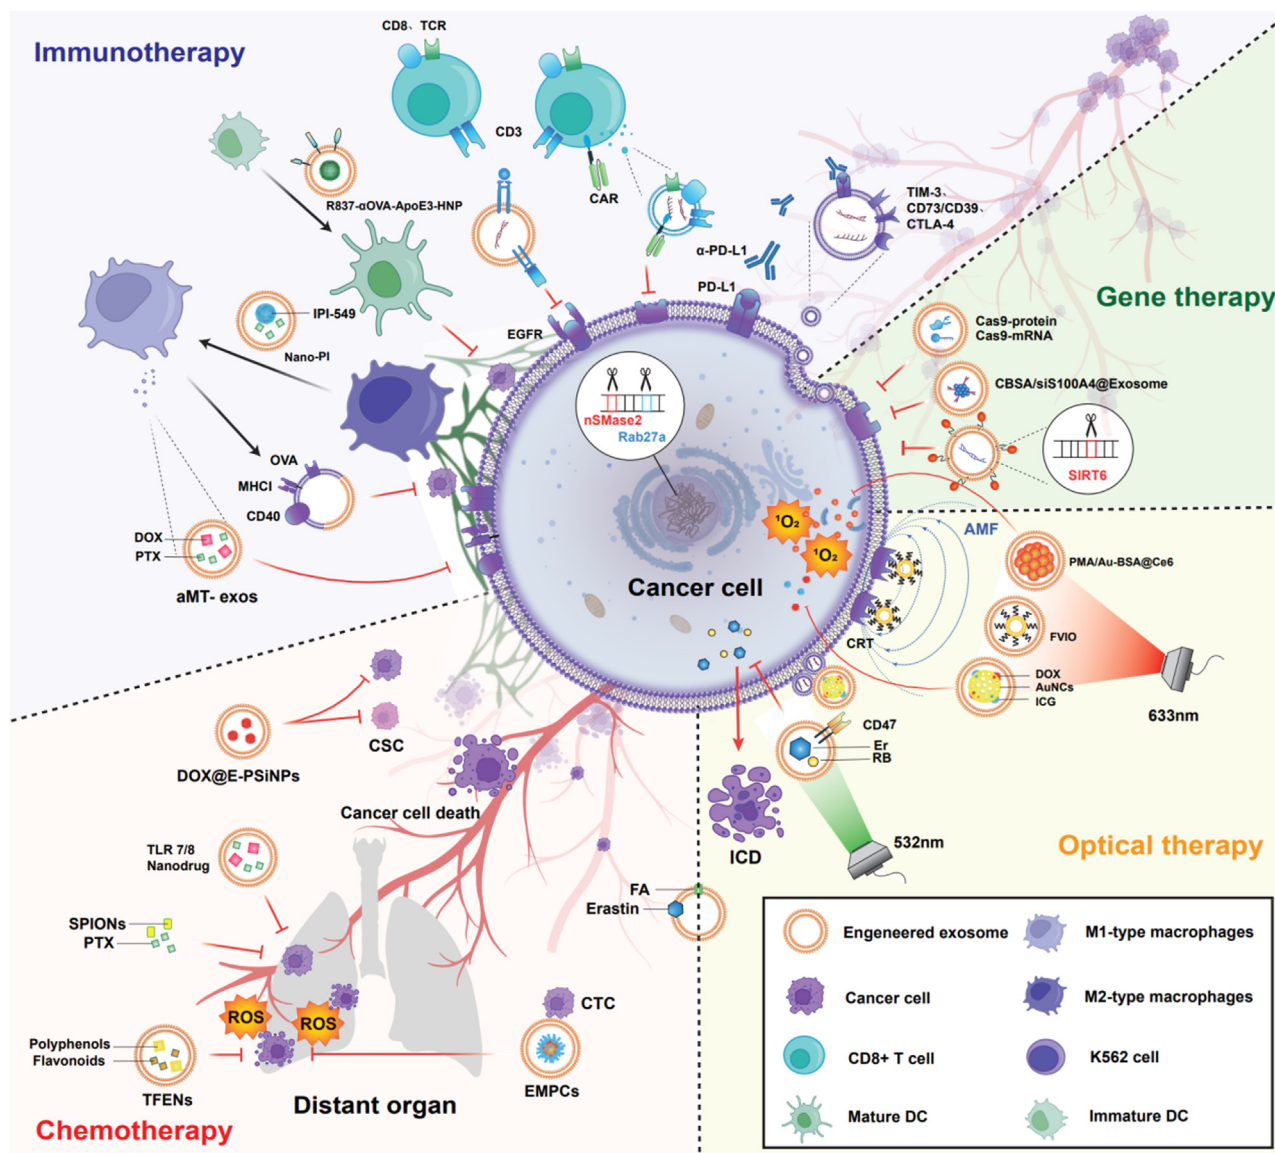 Immunotherapy
CD8、TCR
CD3
CAR
R837-αOVA-ApoE3-HNP
α-PD-L1
PD-L1
TIM-3、
CD73/CD39、
CTLA-4
IPI-549
Nano-PI
EGFR
OVA
MHCI
CD40
DOX
PTX
aMT- exos
nSMase2
Rab27a
Cancer cell
¹O₂
¹O₂
Gene therapy
Cas9-protein
Cas9-mRNA
CBSA/siS100A4@Exosome
SIRT6
AMF
PMA/Au-BSA@Ce6
FVIO
CRT
DOX
AuNCs
ICG
633nm
CD47
Er
RB
532nm
ICD
Optical therapy
CSC
DOX@E-PSiNPs
Cancer cell death
TLR 7/8
Nanodrug
SPIONs
PTX
ROS
ROS
Polyphenols
Flavonoids
TFENs
FA
Erastin
CTC
EMPCs
Distant organ
Chemotherapy
Engeneered exosome
M1-type macrophages
Cancer cell
M2-type macrophages
CD8+ T cell
K562 cell
Mature DC
Immature DC